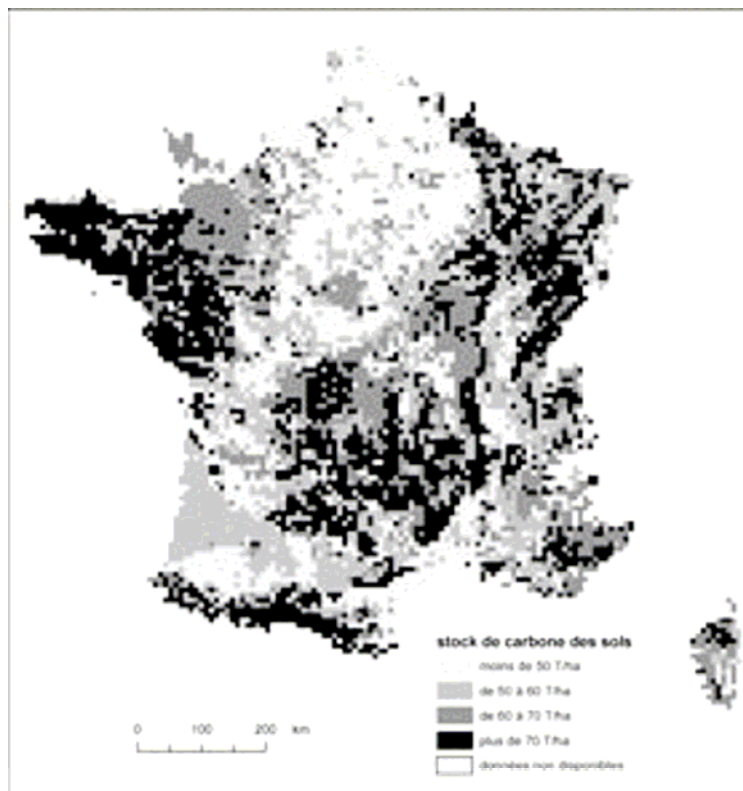 stock de carbone des sols
moins de 50 T/ha
de 50 à 60 T/ha
de 60 à 70 T/ha
plus de 70 T/ha
données non disponibles
0 100 200 km